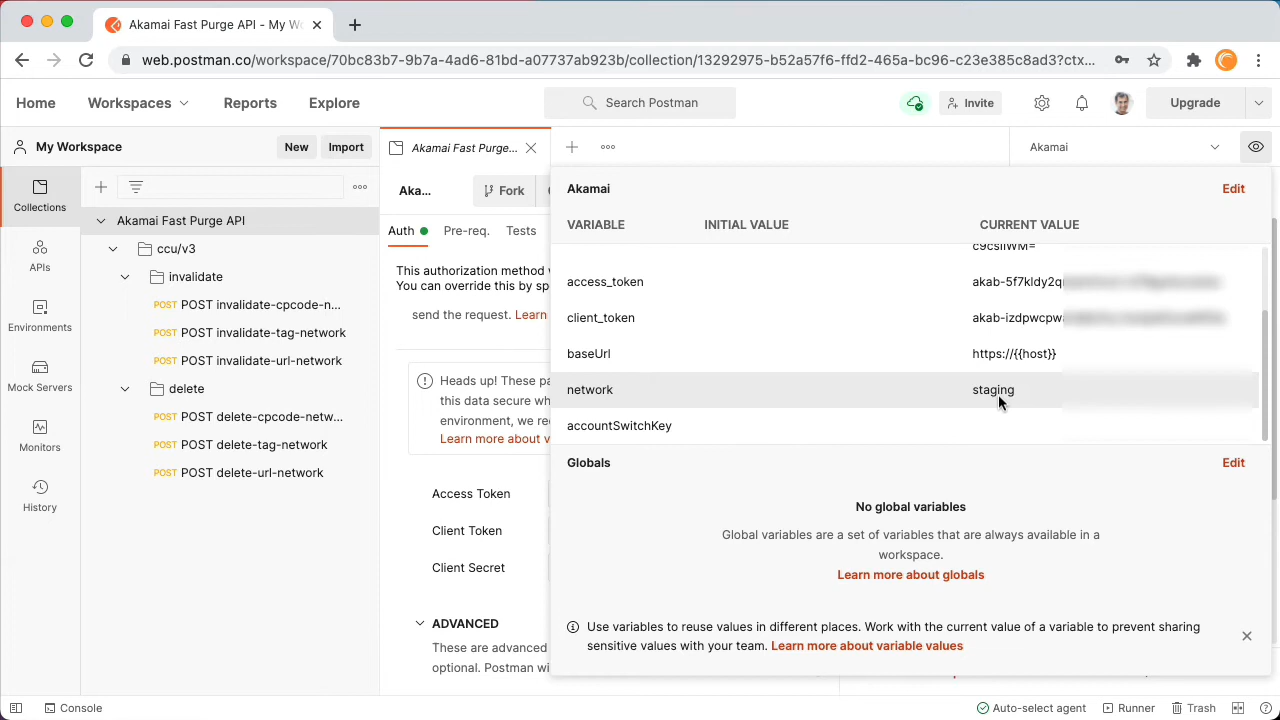 Akamai Fast Purge API - My Wo
web.postman.co/workspace/70bc83b7-9b7a-4ad6-81bd-a07737ab923b/collection/13292975-b52a57f6-ffd2-465a-bc96-c23e385c8ad3?ctx...
Home
Workspaces
Reports
Explore
Search Postman
Invite
Upgrade
My Workspace
New
Import
Akamai Fast Purge...
Akamai
Collections
APIs
Environments
Mock Servers
Monitors
History
Akamai Fast Purge API
ccu/v3
invalidate
POST POST invalidate-cpcode-n...
POST POST invalidate-tag-network
POST POST invalidate-url-network
delete
POST POST delete-cpcode-netw...
POST POST delete-tag-network
POST POST delete-url-network
Aka...
Fork
Auth
Pre-req.
Tests
This authorization method
You can override this by sp
send the request. Learn
Heads up! These pa
this data secure wh
environment, we re
Learn more about v
Access Token
Client Token
Client Secret
ADVANCED
These are advanced
optional. Postman wi
Akamai
Edit
VARIABLE
INITIAL VALUE
CURRENT VALUE
access_token
akab-5f7kldy2q
client_token
akab-izdpwcpw
baseUrl
https://{{host}}
network
staging
accountSwitchKey
Globals
Edit
No global variables
Global variables are a set of variables that are always available in a
workspace.
Learn more about globals
Use variables to reuse values in different places. Work with the current value of a variable to prevent sharing
sensitive values with your team. Learn more about variable values
Console
Auto-select agent
Runner
Trash